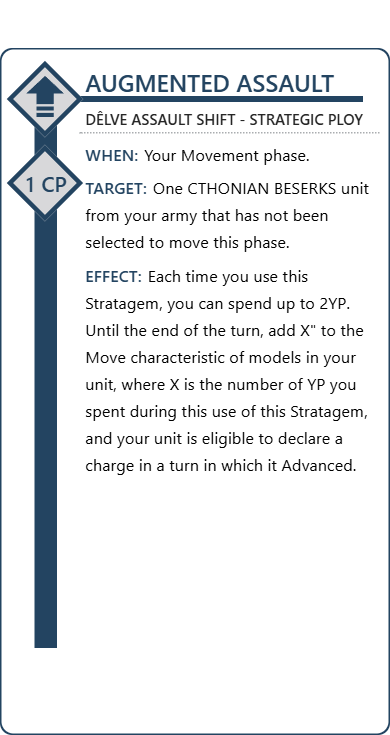 AUGMENTED ASSAULT
DÊLVE ASSAULT SHIFT - STRATEGIC PLOY
1 CP
WHEN: Your Movement phase.
TARGET: One CTHONIAN BESERKS unit
from your army that has not been
selected to move this phase.
EFFECT: Each time you use this
Stratagem, you can spend up to 2YP.
Until the end of the turn, add X" to the
Move characteristic of models in your
unit, where X is the number of YP you
spent during this use of this Stratagem,
and your unit is eligible to declare a
charge in a turn in which it Advanced.